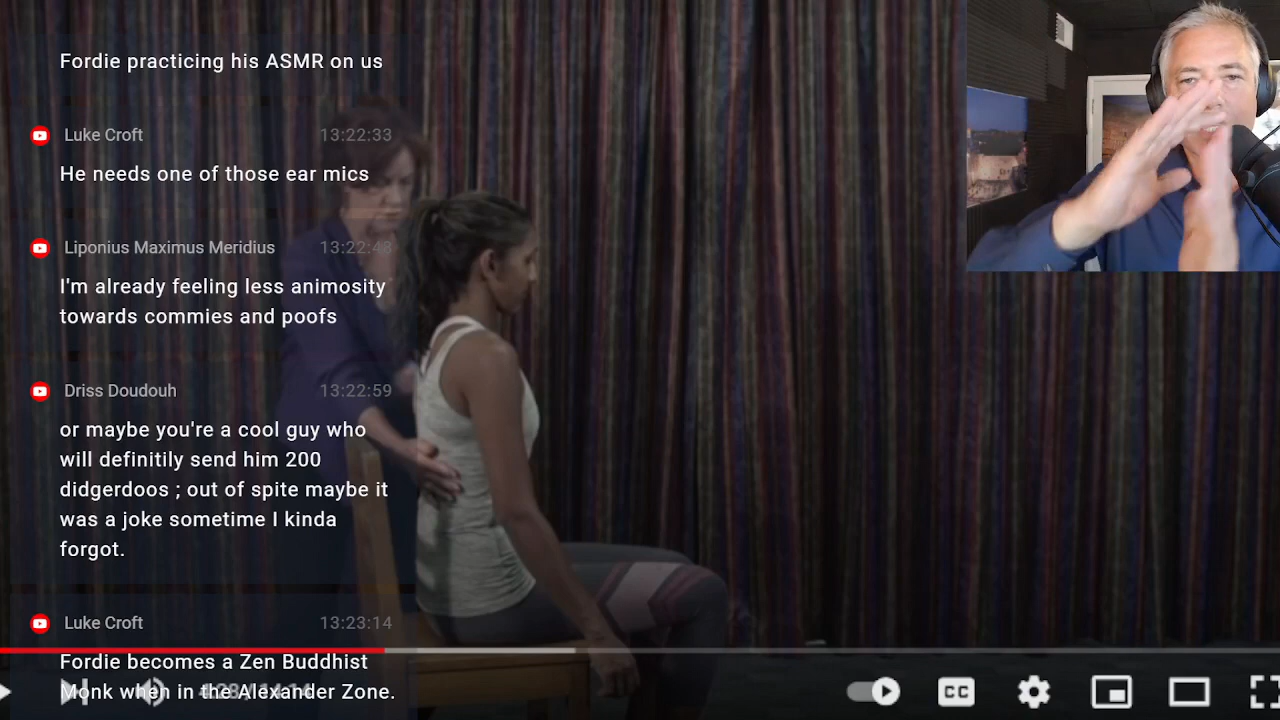 Fordie practicing his ASMR on us
Luke Croft 13:22:33
He needs one of those ear mics
Liponius Maximus Meridius 13:22:48
I'm already feeling less animosity
towards commies and poofs
Driss Doudouh 13:22:59
or maybe you're a cool guy who
will definitily send him 200
didgerdoos ; out of spite maybe it
was a joke sometime I kinda
forgot.
Luke Croft 13:23:14
Fordie becomes a Zen Buddhist
Monk when in the Alexander Zone.
CC